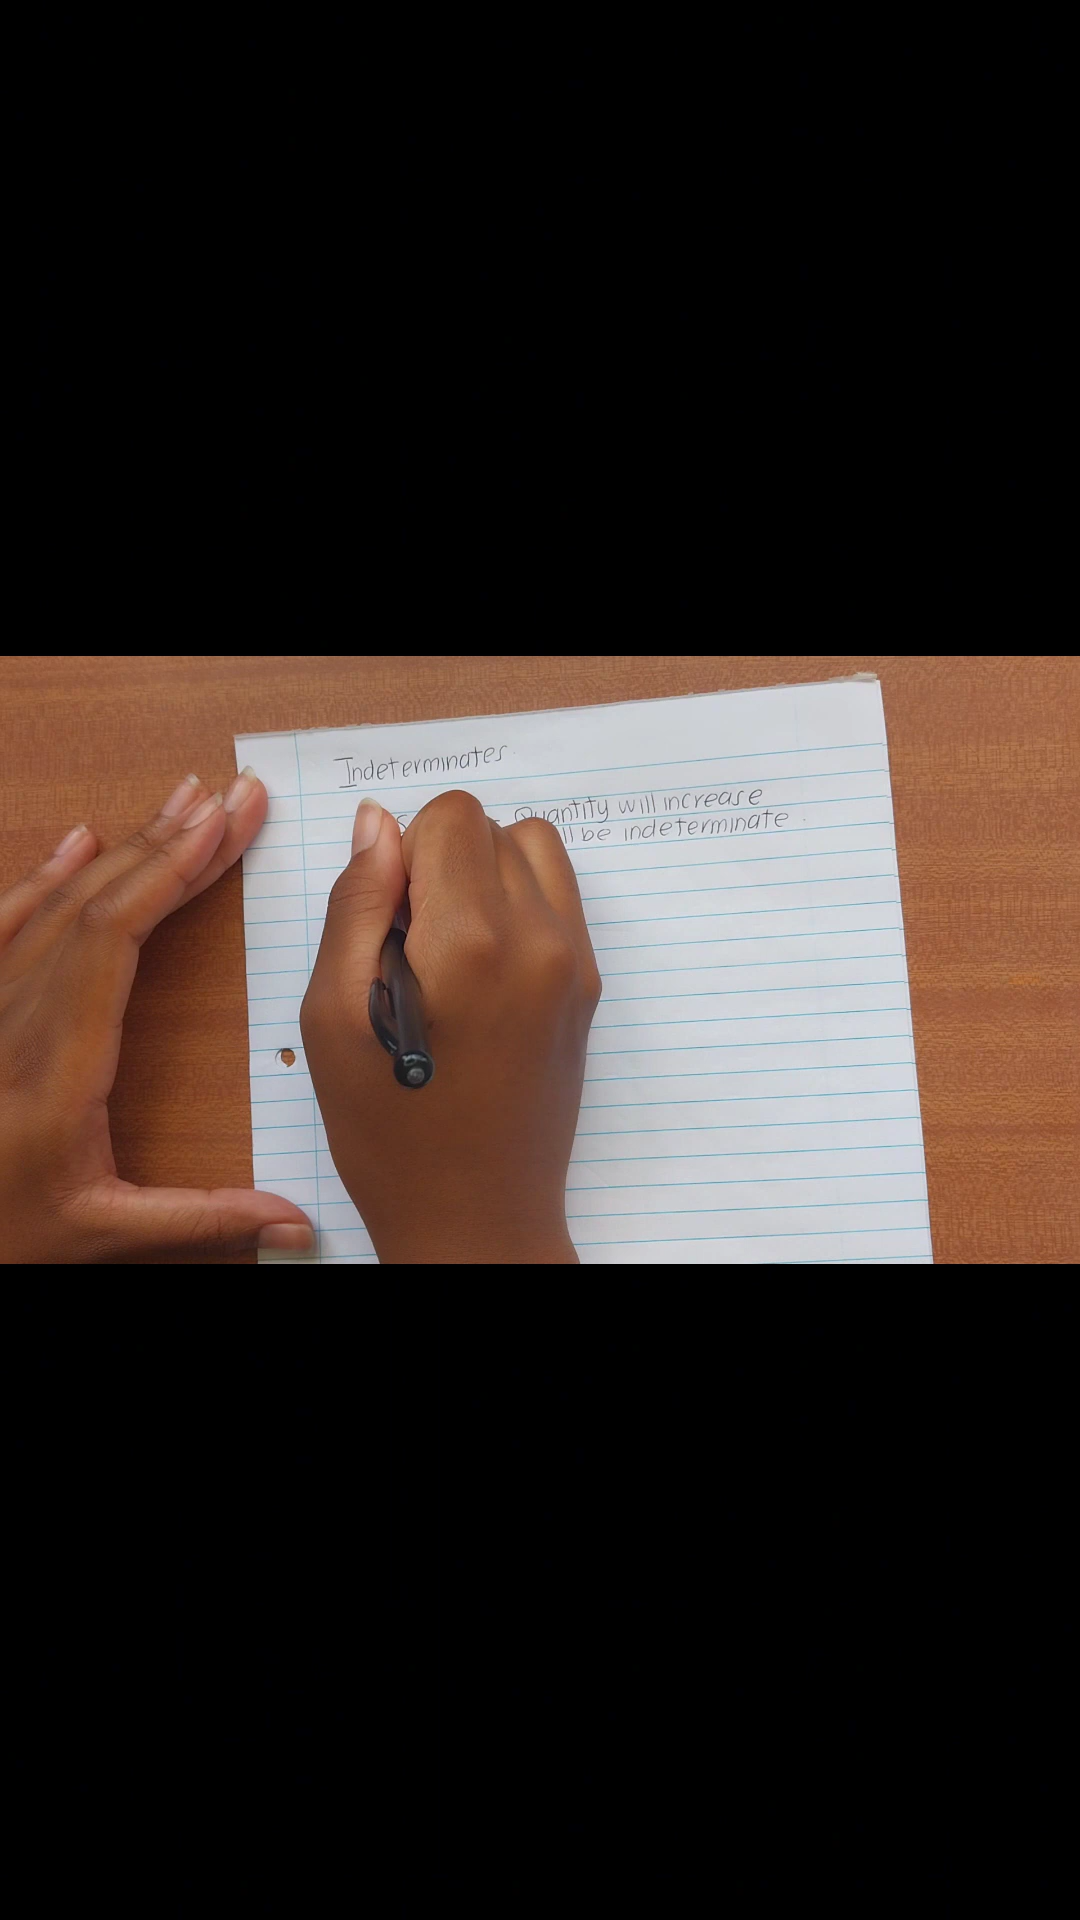 Indeterminates.
Quantity will increase
be indeterminate.